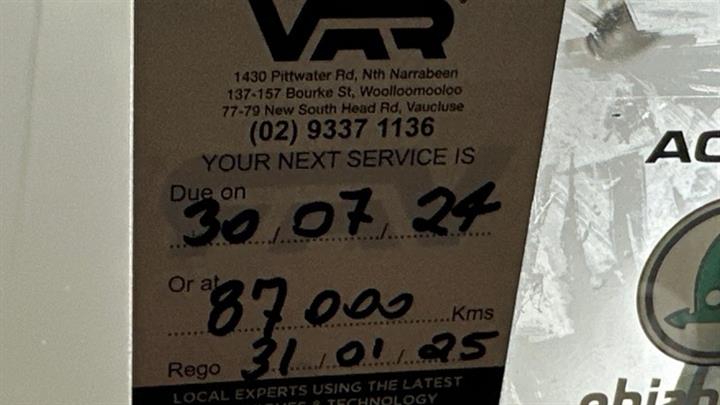 VAR
1430 Pittwater Rd, Nth Narrabeen
137-157 Bourke St, Woolloomooloo
77-79 New South Head Rd, Vaucluse
(02) 9337 1136
YOUR NEXT SERVICE IS
Due on
30/07/24
Or at
87000 Kms
Rego 31/01/25
LOCAL EXPERTS USING THE LATEST
& TECHNOLOGY
AC